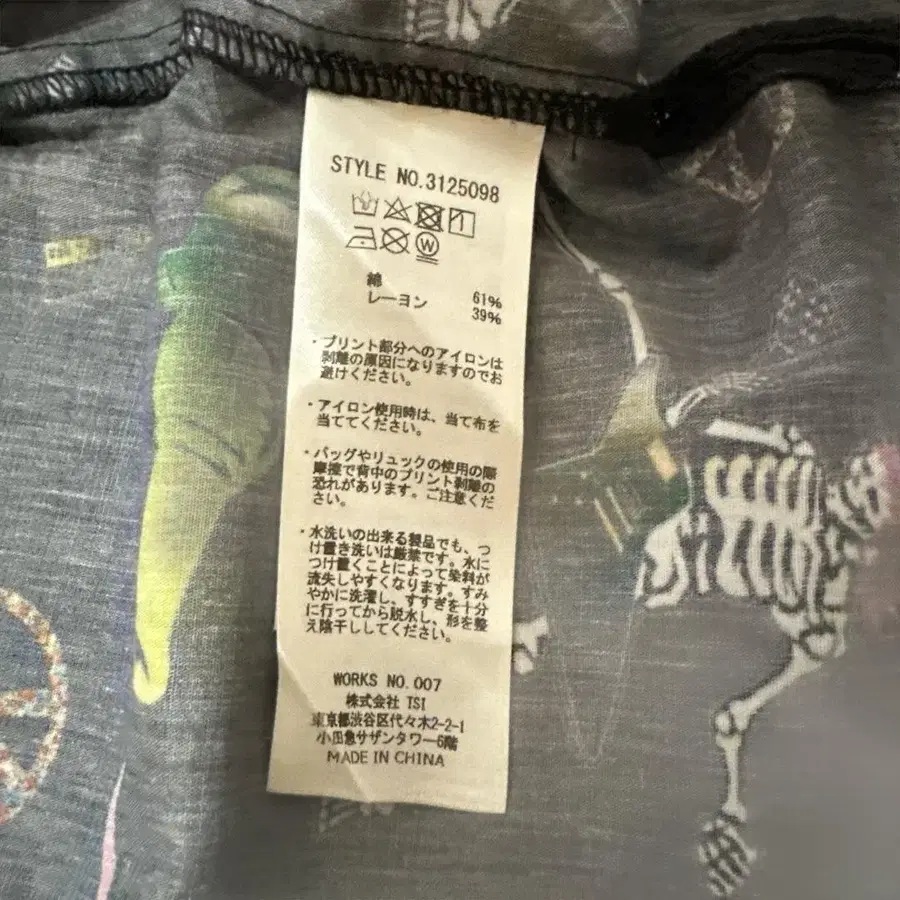 STYLE NO.3125098
W
綿 61%
レーヨン 39%
・プリント部分へのアイロンは
剥離の原因になりますのでお
避けください。
・アイロン使用時は、当て布を
当ててください。
・バッグやリュックの使用の際
摩擦で背中のプリント剥離の
恐れがあります。ご注意くだ
さい。
・水洗いの出来る製品でも、つ
け置き洗いは厳禁です。水に
つけ置くことによって染料が
流失しやすくなります。すみ
やかに洗濯し、すすぎを十分
に行ってから脱水し、形を整
え陰干ししてください。
WORKS NO.007
株式会社 TSI
東京都渋谷区代々木2-2-1
小田急サザンタワー6階
MADE IN CHINA